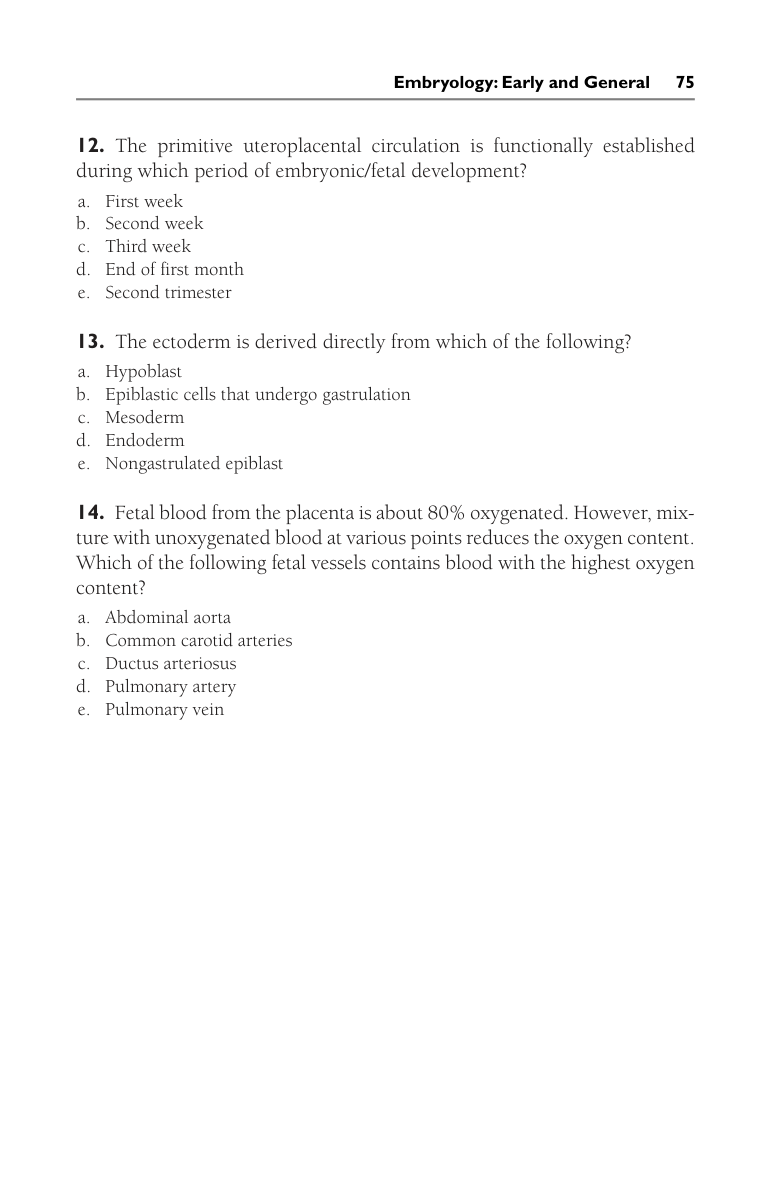 Embryology: Early and General 75
12. The primitive uteroplacental circulation is functionally established
during which period of embryonic/fetal development?
a. First week
b. Second week
c. Third week
d. End of first month
e. Second trimester
13. The ectoderm is derived directly from which of the following?
a. Hypoblast
b. Epiblastic cells that undergo gastrulation
c. Mesoderm
d. Endoderm
e. Nongastrulated epiblast
14. Fetal blood from the placenta is about 80% oxygenated. However, mix-
ture with unoxygenated blood at various points reduces the oxygen content.
Which of the following fetal vessels contains blood with the highest oxygen
content?
a. Abdominal aorta
b. Common carotid arteries
c. Ductus arteriosus
d. Pulmonary artery
e. Pulmonary vein